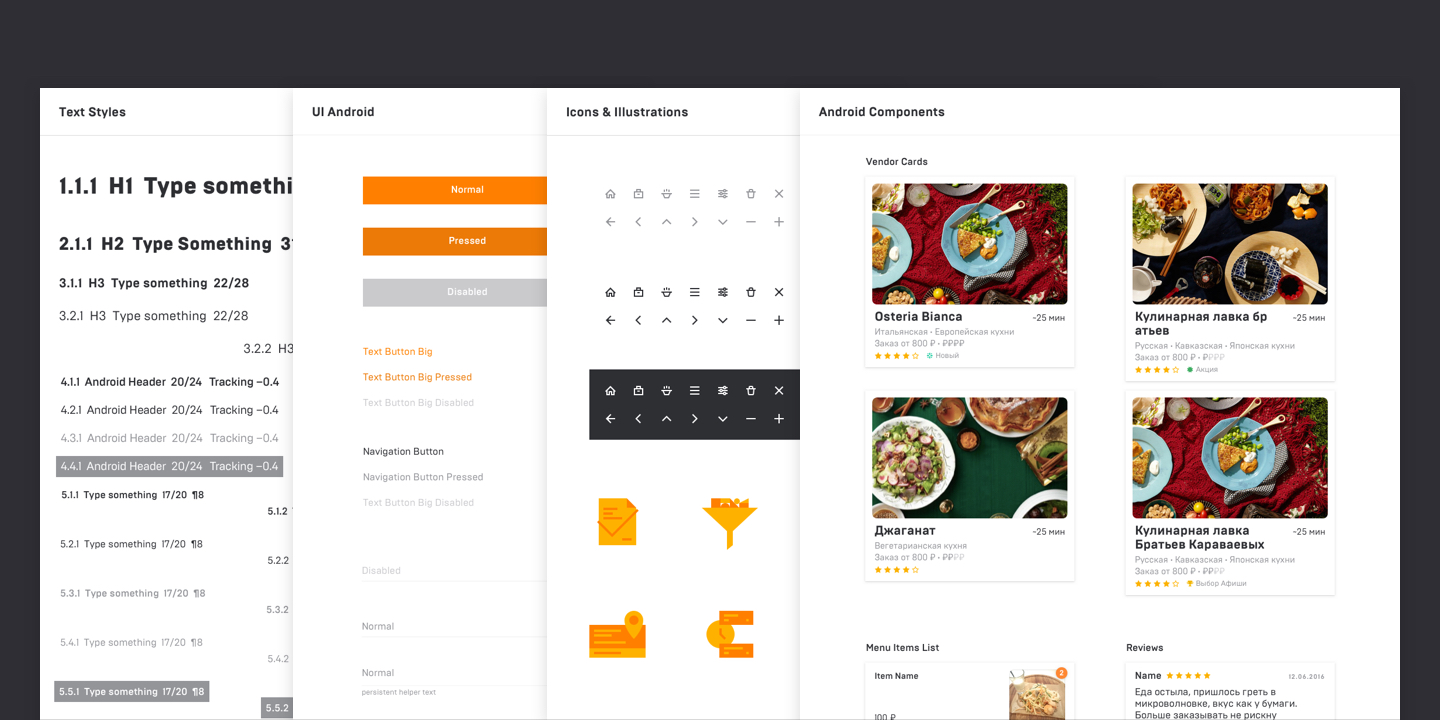 Text Styles
1.1.1 H1 Type somethi
2.1.1 H2 Type Something 3
3.1.1 H3 Type something 22/28
3.2.1 H3 Type something 22/28
3.2.2 H3
4.1.1 Android Header 20/24 Tracking –0.4
4.2.1 Android Header 20/24 Tracking –0.4
4.3.1 Android Header 20/24 Tracking –0.4
4.4.1 Android Header 20/24 Tracking –0.4
5.1.1 Type something 17/20 ¶8
5.1.2
5.2.1 Type something 17/20 ¶8
5.2.2
5.3.1 Type something 17/20 ¶8
5.3.2
5.4.1 Type something 17/20 ¶8
5.4.2
5.5.1 Type something 17/20 ¶8
5.5.2
UI Android
Normal
Pressed
Disabled
Text Button Big
Text Button Big Pressed
Text Button Big Disabled
Navigation Button
Navigation Button Pressed
Text Button Big Disabled
Disabled
Normal
Normal
persistent helper text
Icons & Illustrations
Android Components
Vendor Cards
Osteria Bianca ~25 мин
Итальянская • Европейская кухни
Заказ от 800 ₽ • ₽₽₽₽
Новый
Кулинарная лавка бр
атьев
~25 мин
Русская • Кавказская • Японская кухни
Заказ от 800 ₽ • ₽₽₽₽
Акция
Джаганат ~25 мин
Вегетарианская кухня
Заказ от 800 ₽ • ₽₽₽₽
Кулинарная лавка
Братьев Караваевых
~25 мин
Русская • Кавказская • Японская кухни
Заказ от 800 ₽ • ₽₽₽₽
Выбор Афиши
Menu Items List
Item Name
2
100 ₽
Reviews
Name 12.06.2016
Еда остыла, пришлось греть в
микроволновке, вкус как у бумаги.
Больше заказывать не рискну